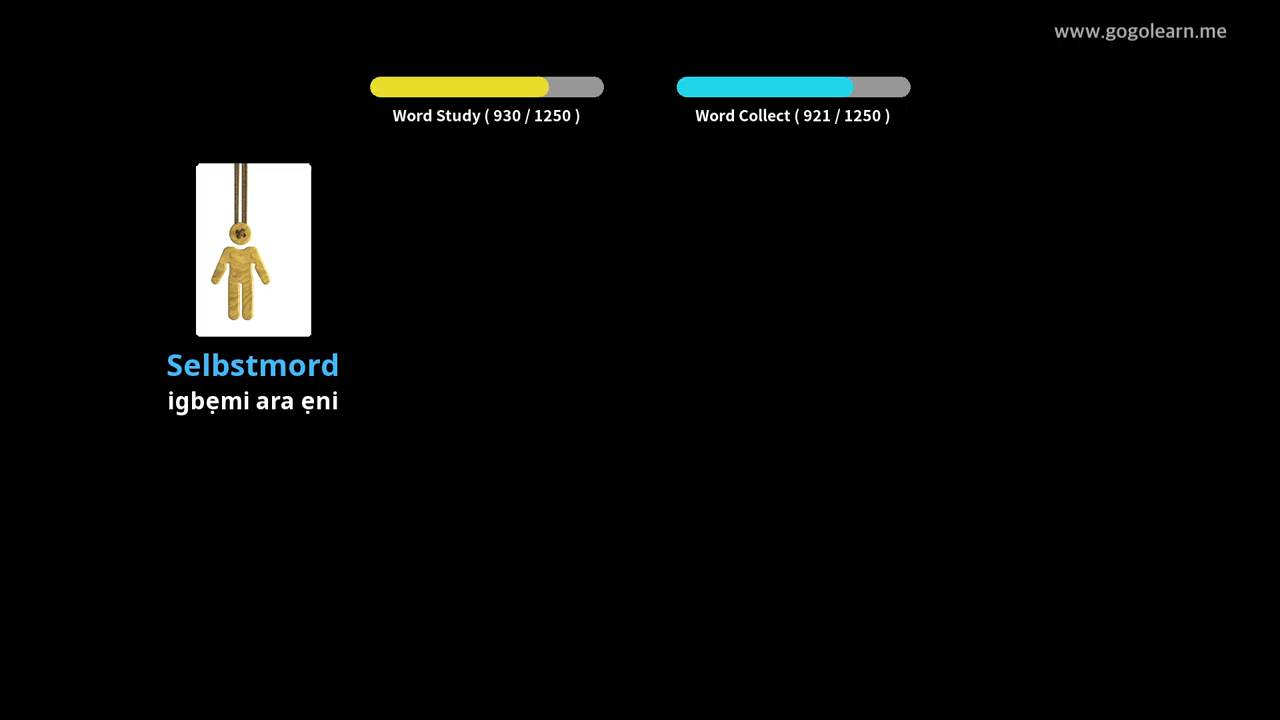 www.gogolearn.me
Word Study ( 930 / 1250 )
Word Collect ( 921 / 1250 )
Selbstmord
igbẹmi ara ẹni